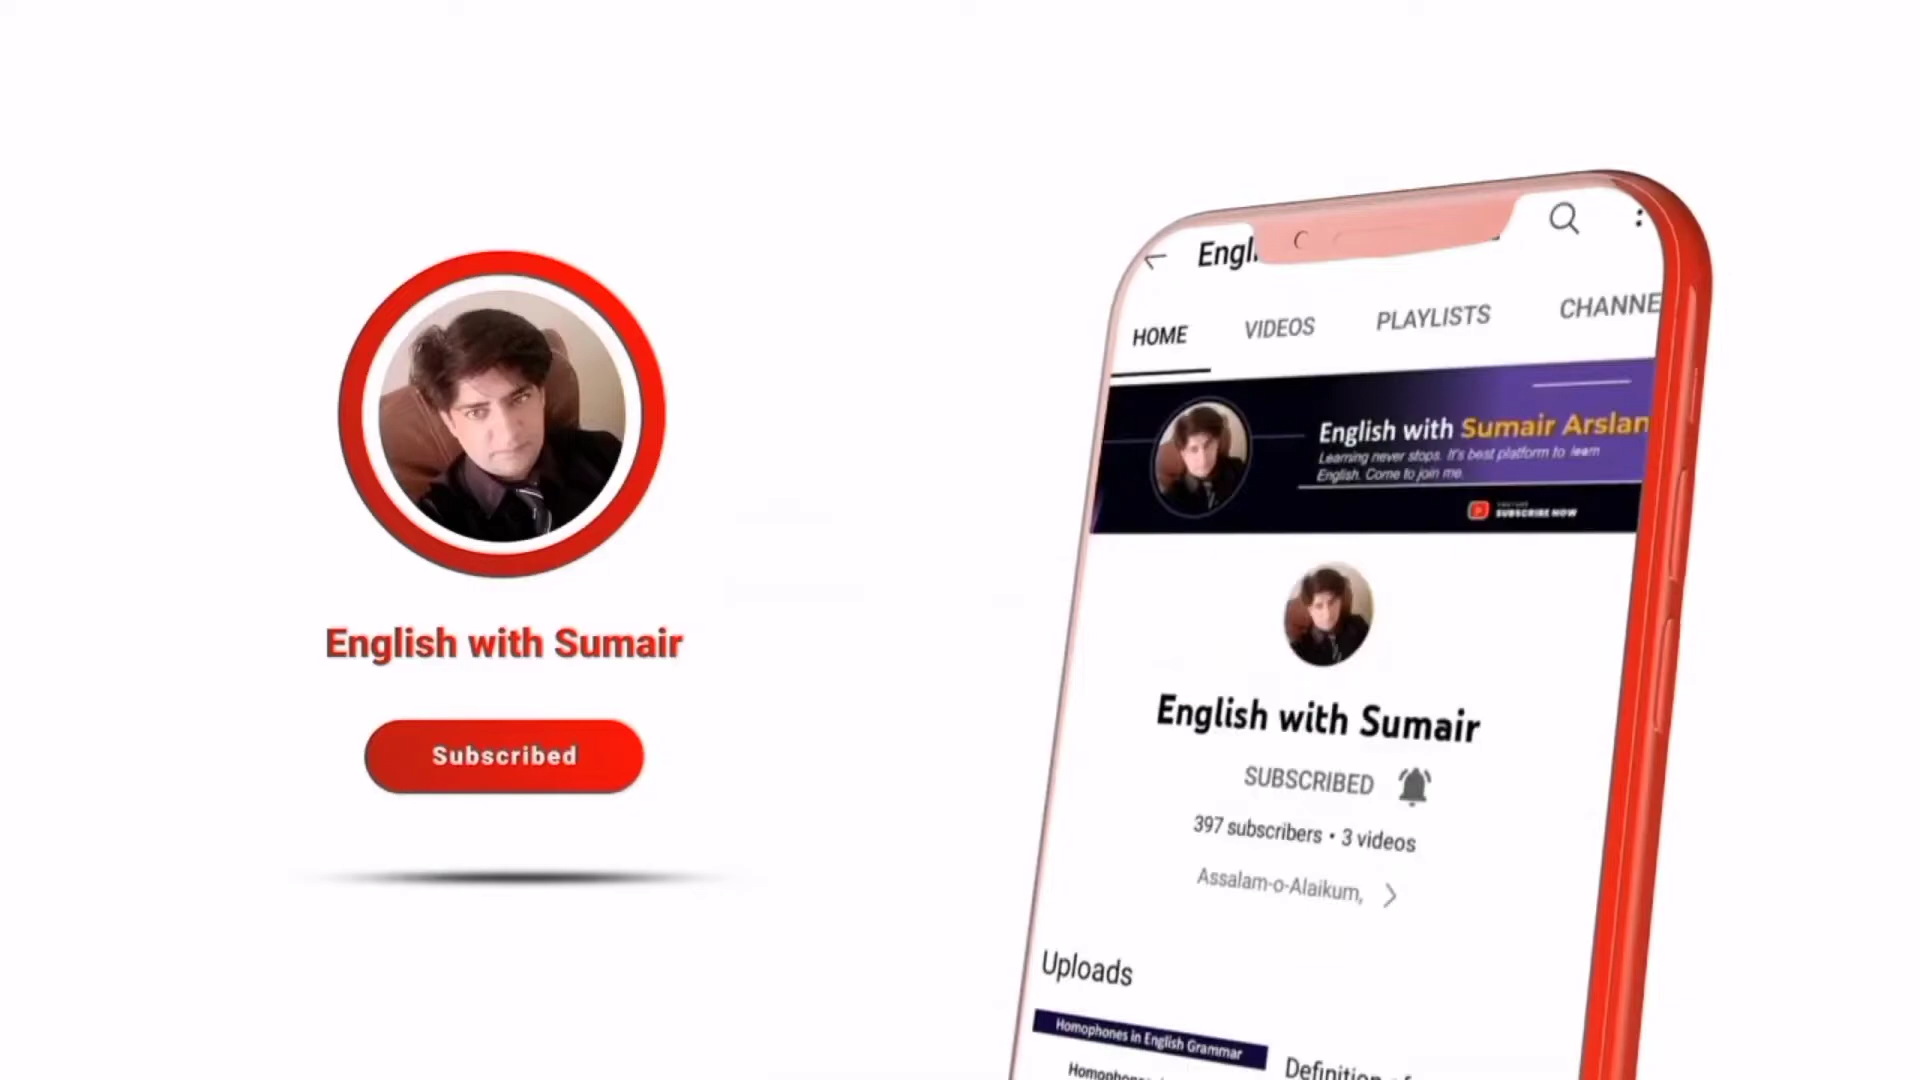 English with Sumair
Subscribed
Engl
HOME VIDEOS PLAYLISTS CHANNE
English with Sumair Arslan
Learning never stops. It's best platform to learn
English. Come to join me.
SUBSCRIBE NOW
English with Sumair
SUBSCRIBED
397 subscribers • 3 videos
Assalam-o-Alaikum,
Uploads
Homophones in English Grammar
Definition of